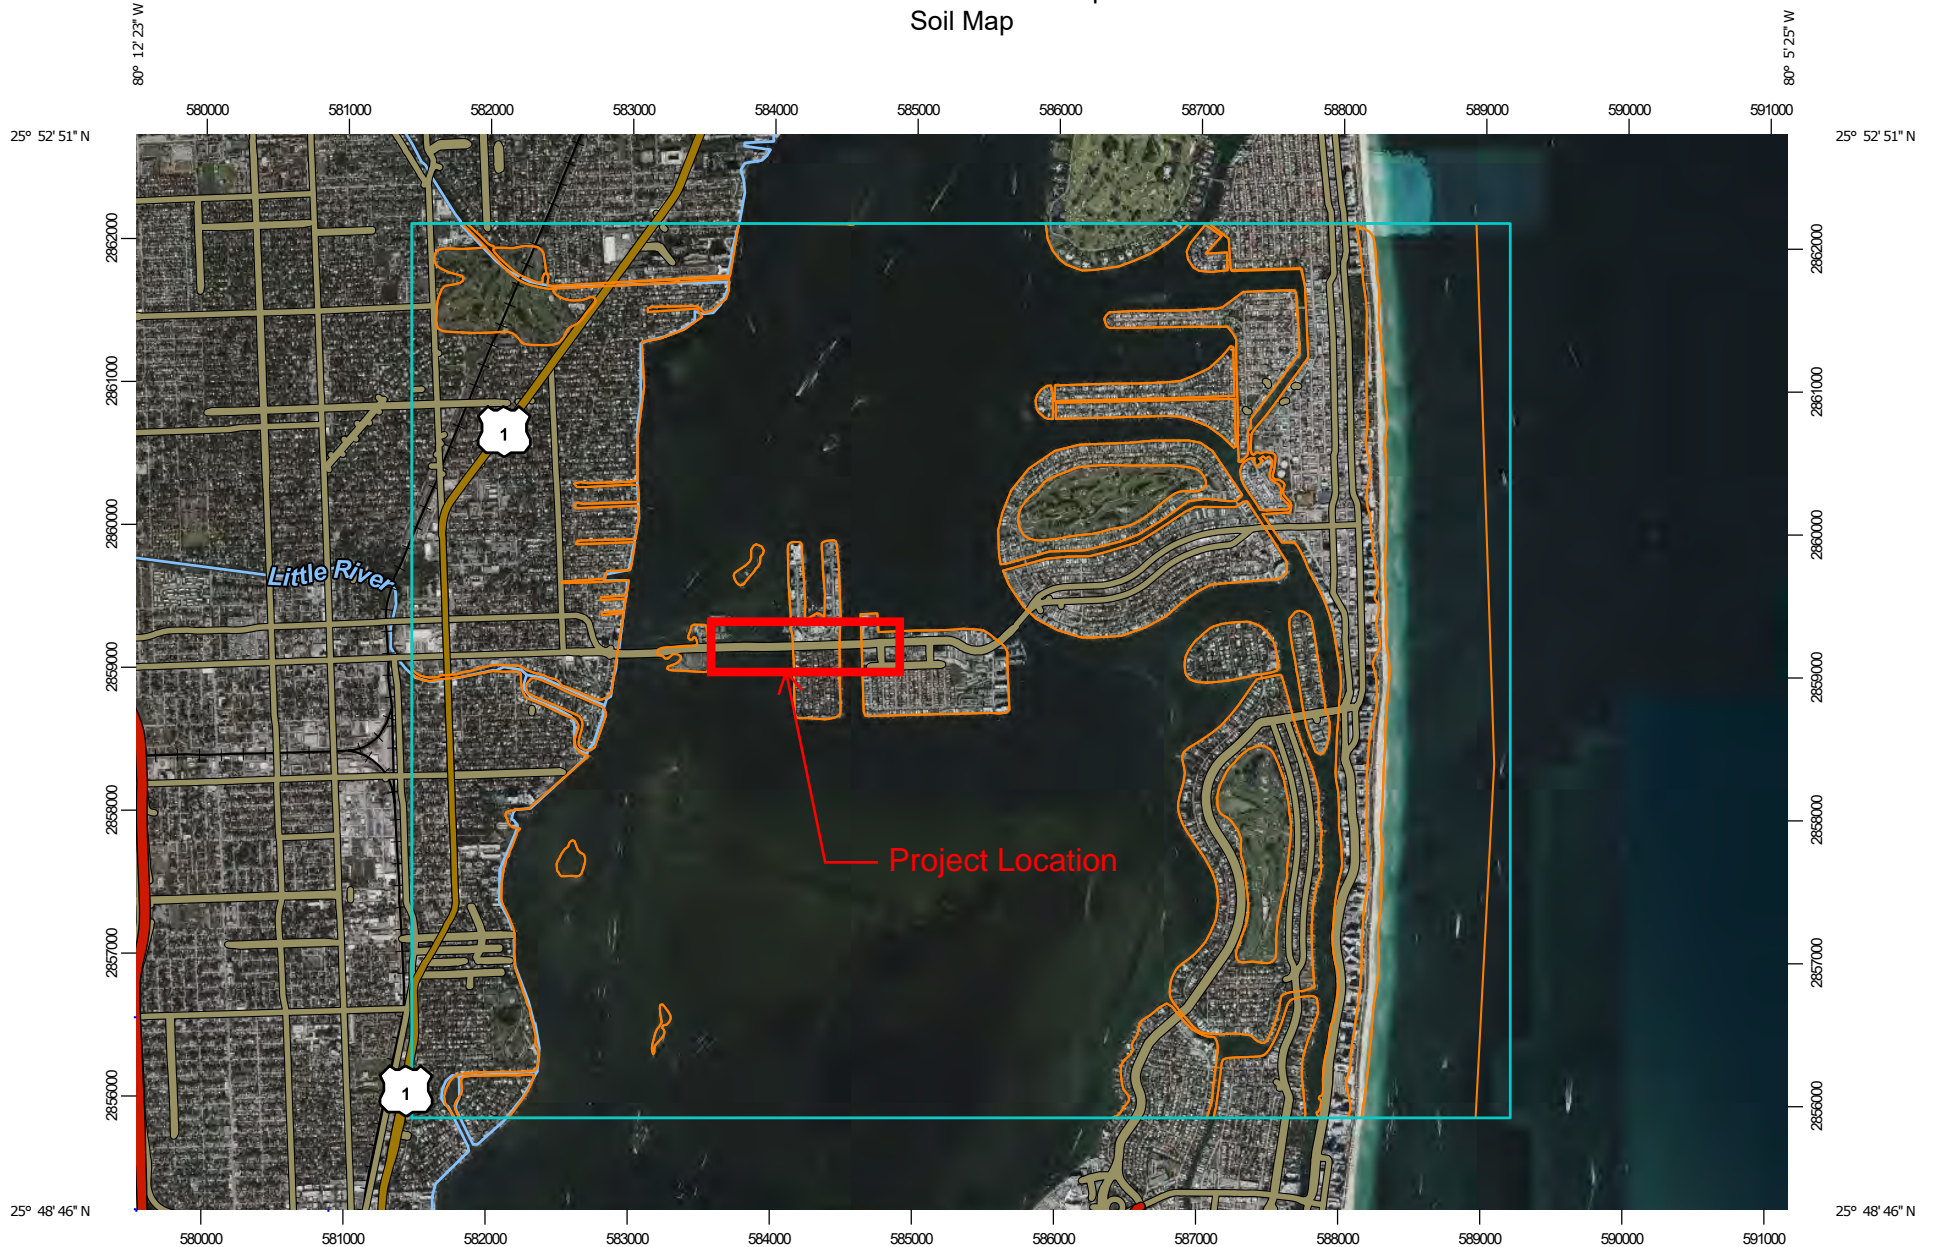 Soil Map
80° 12' 23" W
80° 5' 25" W
580000 581000 582000 583000 584000 585000 586000 587000 588000 589000 590000 591000
25° 52' 51" N
25° 52' 51" N
2862000
2862000
2861000
2861000
1
2860000
2860000
Little River
2859000
2859000
2858000
2858000
Project Location
2857000
2857000
2856000
2856000
1
25° 48' 46" N
25° 48' 46" N
580000 581000 582000 583000 584000 585000 586000 587000 588000 589000 590000 591000